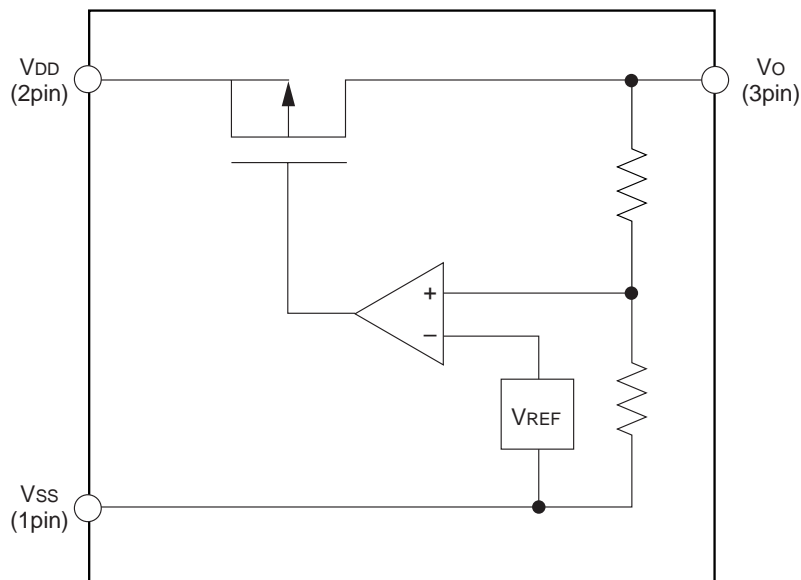 VDD
(2pin)
VO
(3pin)
+
−
VREF
VSS
(1pin)